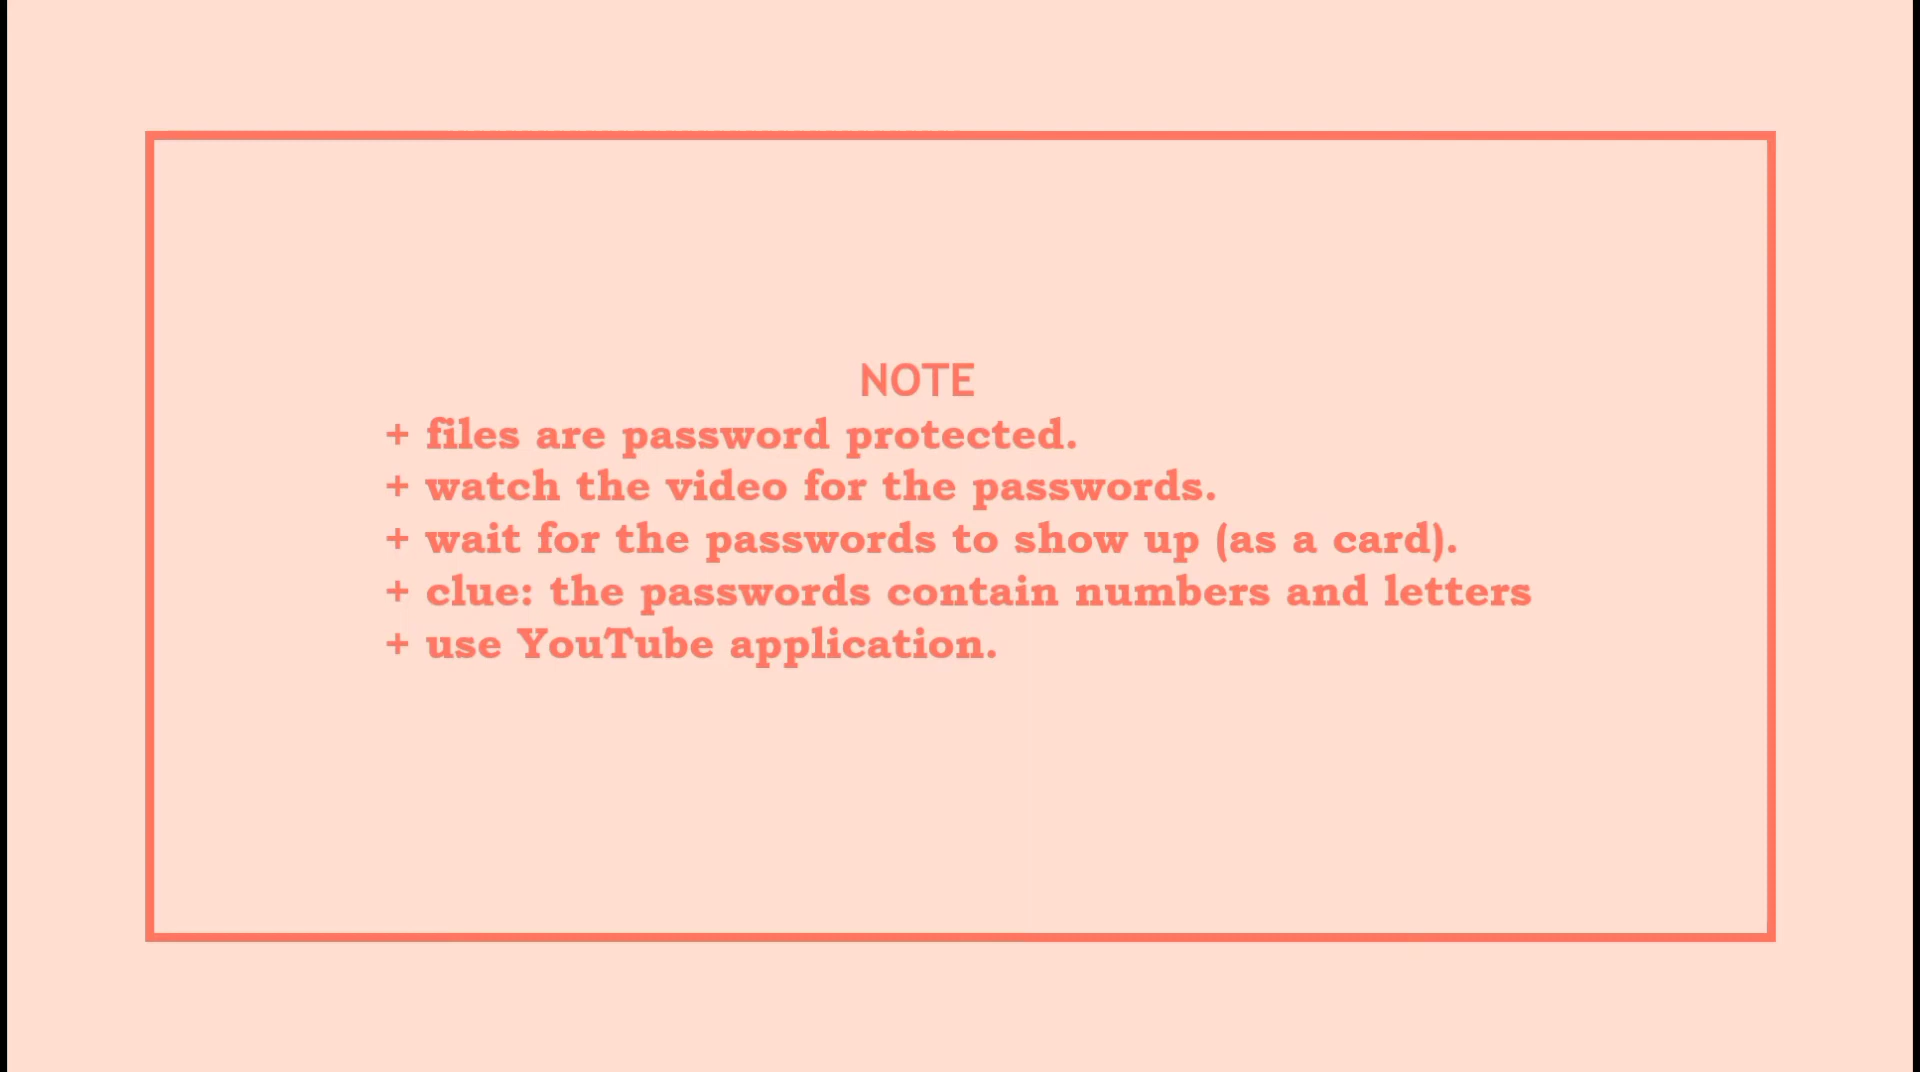 NOTE
+ files are password protected.
+ watch the video for the passwords.
+ wait for the passwords to show up (as a card).
+ clue: the passwords contain numbers and letters
+ use YouTube application.